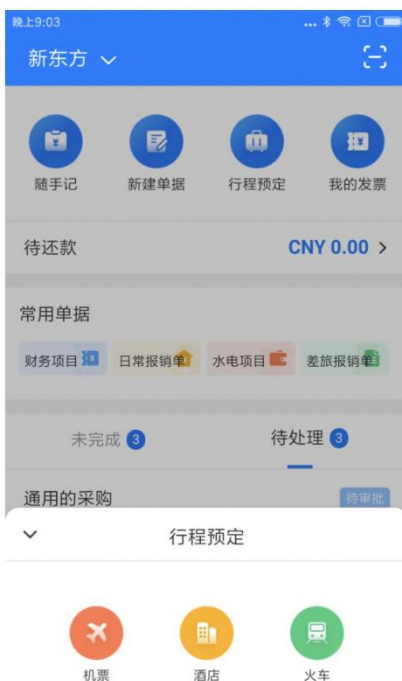 晚上9:03
新东方
随手记 新建单据 行程预定 我的发票
待还款 CNY 0.00
常用单据
财务项目 日常报销单 水电项目 差旅报销单
未完成 3 待处理 3
通用的采购 待审批
行程预定
机票 酒店 火车